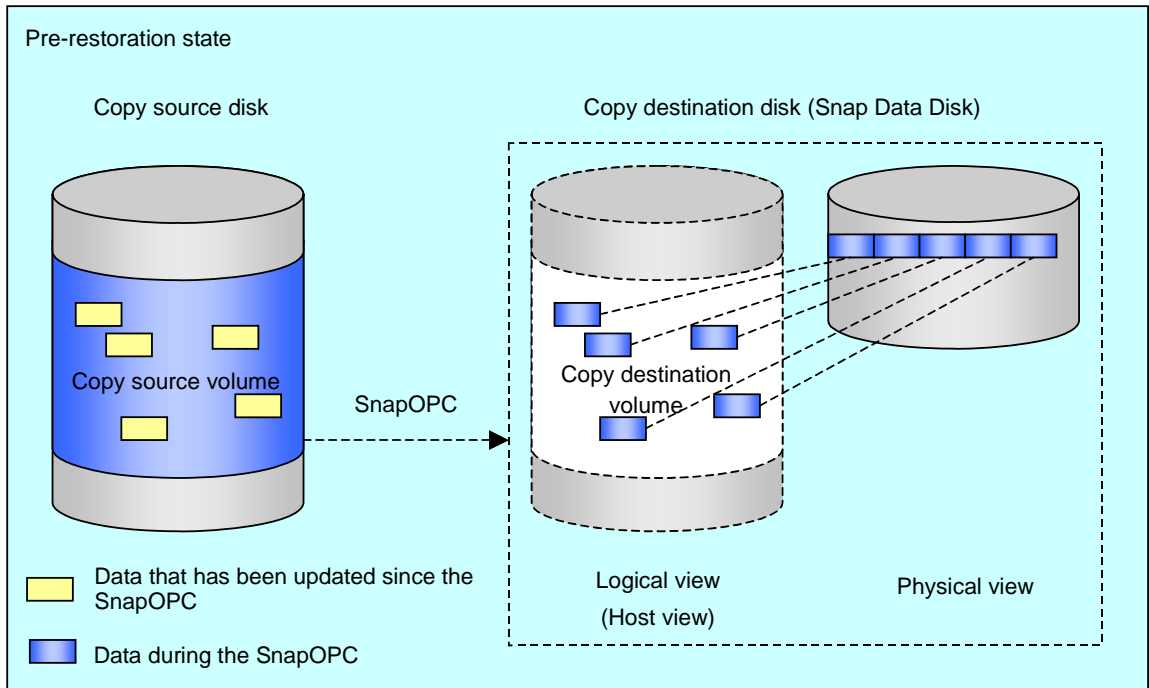 Pre-restoration state
Copy source disk
Copy destination disk (Snap Data Disk)
Copy source volume
SnapOPC
Copy destination
volume
Logical view
(Host view)
Physical view
Data that has been updated since the
SnapOPC
Data during the SnapOPC